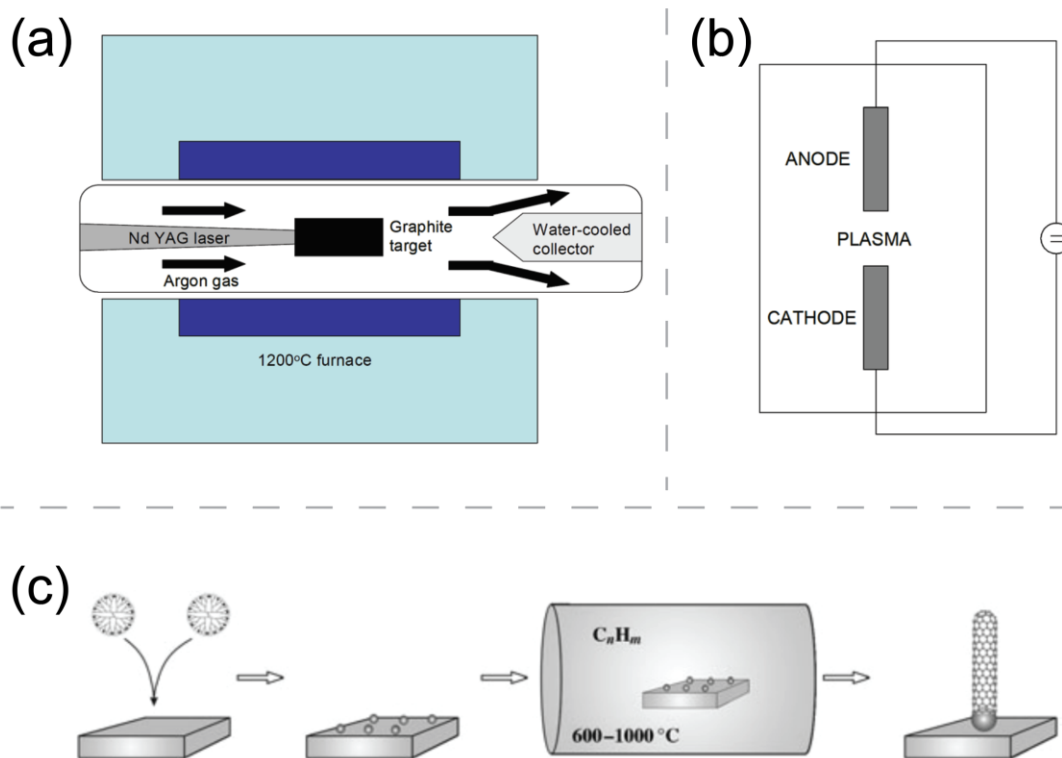 (a)
Nd YAG laser
Graphite
target
Water-cooled
collector
Argon gas
1200°C furnace
(b)
ANODE
PLASMA
=
CATHODE
(c)
CₙHₘ
600–1000 °C